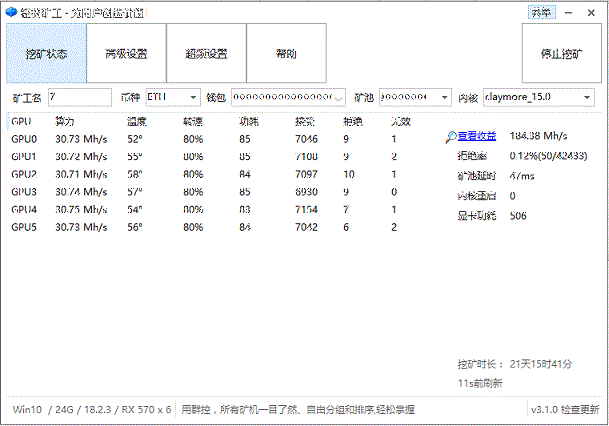 轻松矿工 - 为用户创造价值 菜单
挖矿状态 高级设置 超频设置 帮助 停止挖矿
矿工名 7 币种 ETH 钱包 矿池 内核 claymore_15.0
GPU 算力 温度 转速 功耗 接受 拒绝 无效
GPU0 30.73 Mh/s 52° 80% 85 7046 9 1
GPU1 30.72 Mh/s 55° 80% 85 7108 9 2
GPU2 30.71 Mh/s 58° 80% 84 7097 10 1
GPU3 30.74 Mh/s 57° 80% 85 6930 9 0
GPU4 30.75 Mh/s 54° 80% 83 7154 7 1
GPU5 30.73 Mh/s 56° 80% 84 7042 6 2
查看收益 184.38 Mh/s
拒绝率 0.12%(50/42433)
矿池延时 47ms
内核重启 0
显卡功耗 506
挖矿时长： 21天15时41分
11s前刷新
Win10 / 24G / 18.2.3 / RX 570 x 6 用群控，所有矿机一目了然、自由分组和排序,轻松掌握 v3.1.0 检查更新